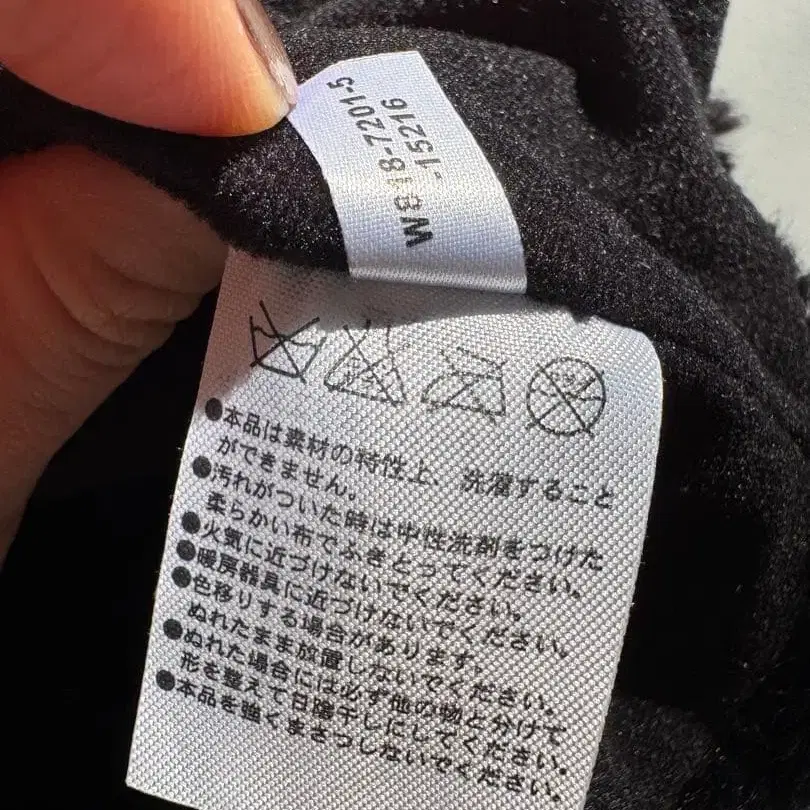 W818-7201-5
-15216
●本品は素材の特性上、洗濯すること
ができません。
●汚れがついた時は中性洗剤をつけた
柔らかい布でふきとってください。
●火気に近づけないでください。
●暖房器具に近づけないでください。
●色移りする場合があります。
ぬれたまま放置しないでください。
●ぬれた場合には必ず他の物と分けて
形を整えて日陰干しにしてください。
●本品を強くまさつしないでください。